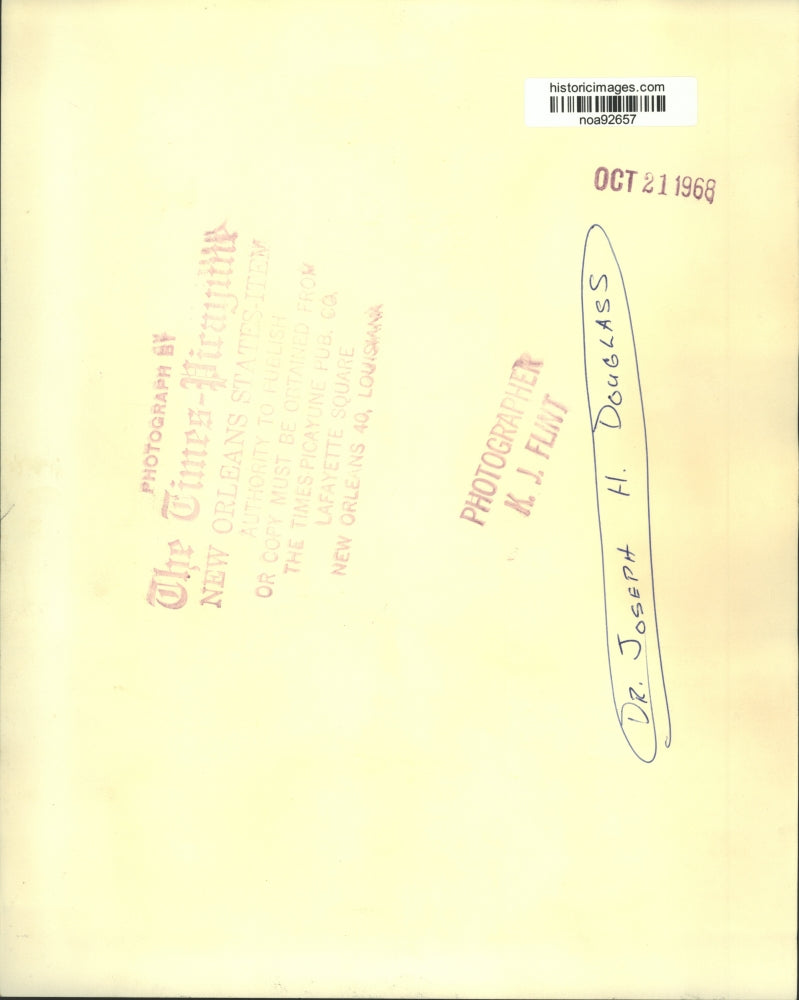 historicimages.com
noa92657
OCT 21 1968
PHOTOGRAPH BY
The Times-Picayune
NEW ORLEANS STATES-ITEM
AUTHORITY TO PUBLISH
OR COPY MUST BE OBTAINED FROM
THE TIMES PICAYUNE PUB. CO.
LAFAYETTE SQUARE
NEW ORLEANS 40, LOUISIANA
PHOTOGRAPHER
K. J. FLINT
DR. JOSEPH H. DOUGLASS